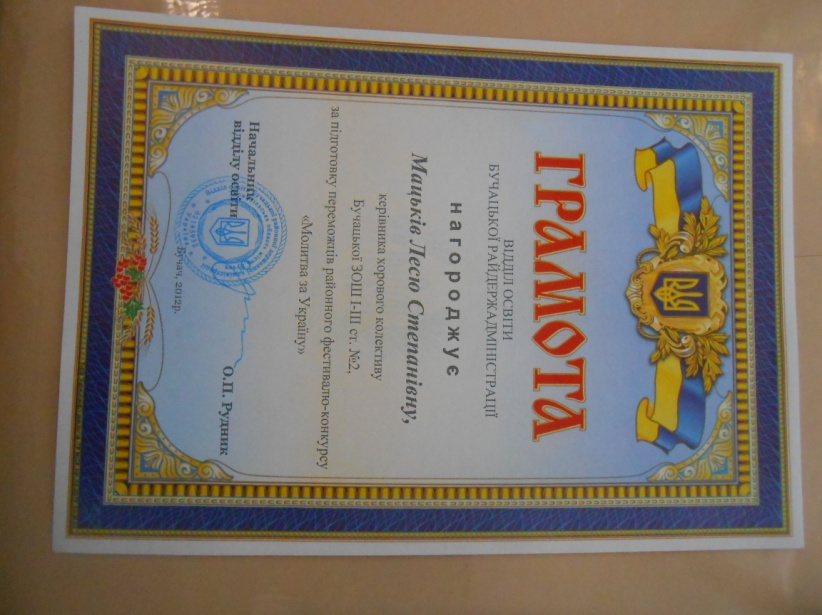 ГРАМОТА
ВІДДІЛ ОСВІТИ
БУЧАЦЬКОЇ РАЙДЕРЖАДМІНІСТРАЦІЇ
нагороджує
Мацьків Лесю Степанівну,
керівника хорового колективу
Бучацької ЗОШ І-ІІІ ст. №2,
за підготовку переможців районного фестивалю-конкурсу
«Молитва за Україну»
Начальник
відділу освіти О.П. Рудник
Бучач, 2012р.